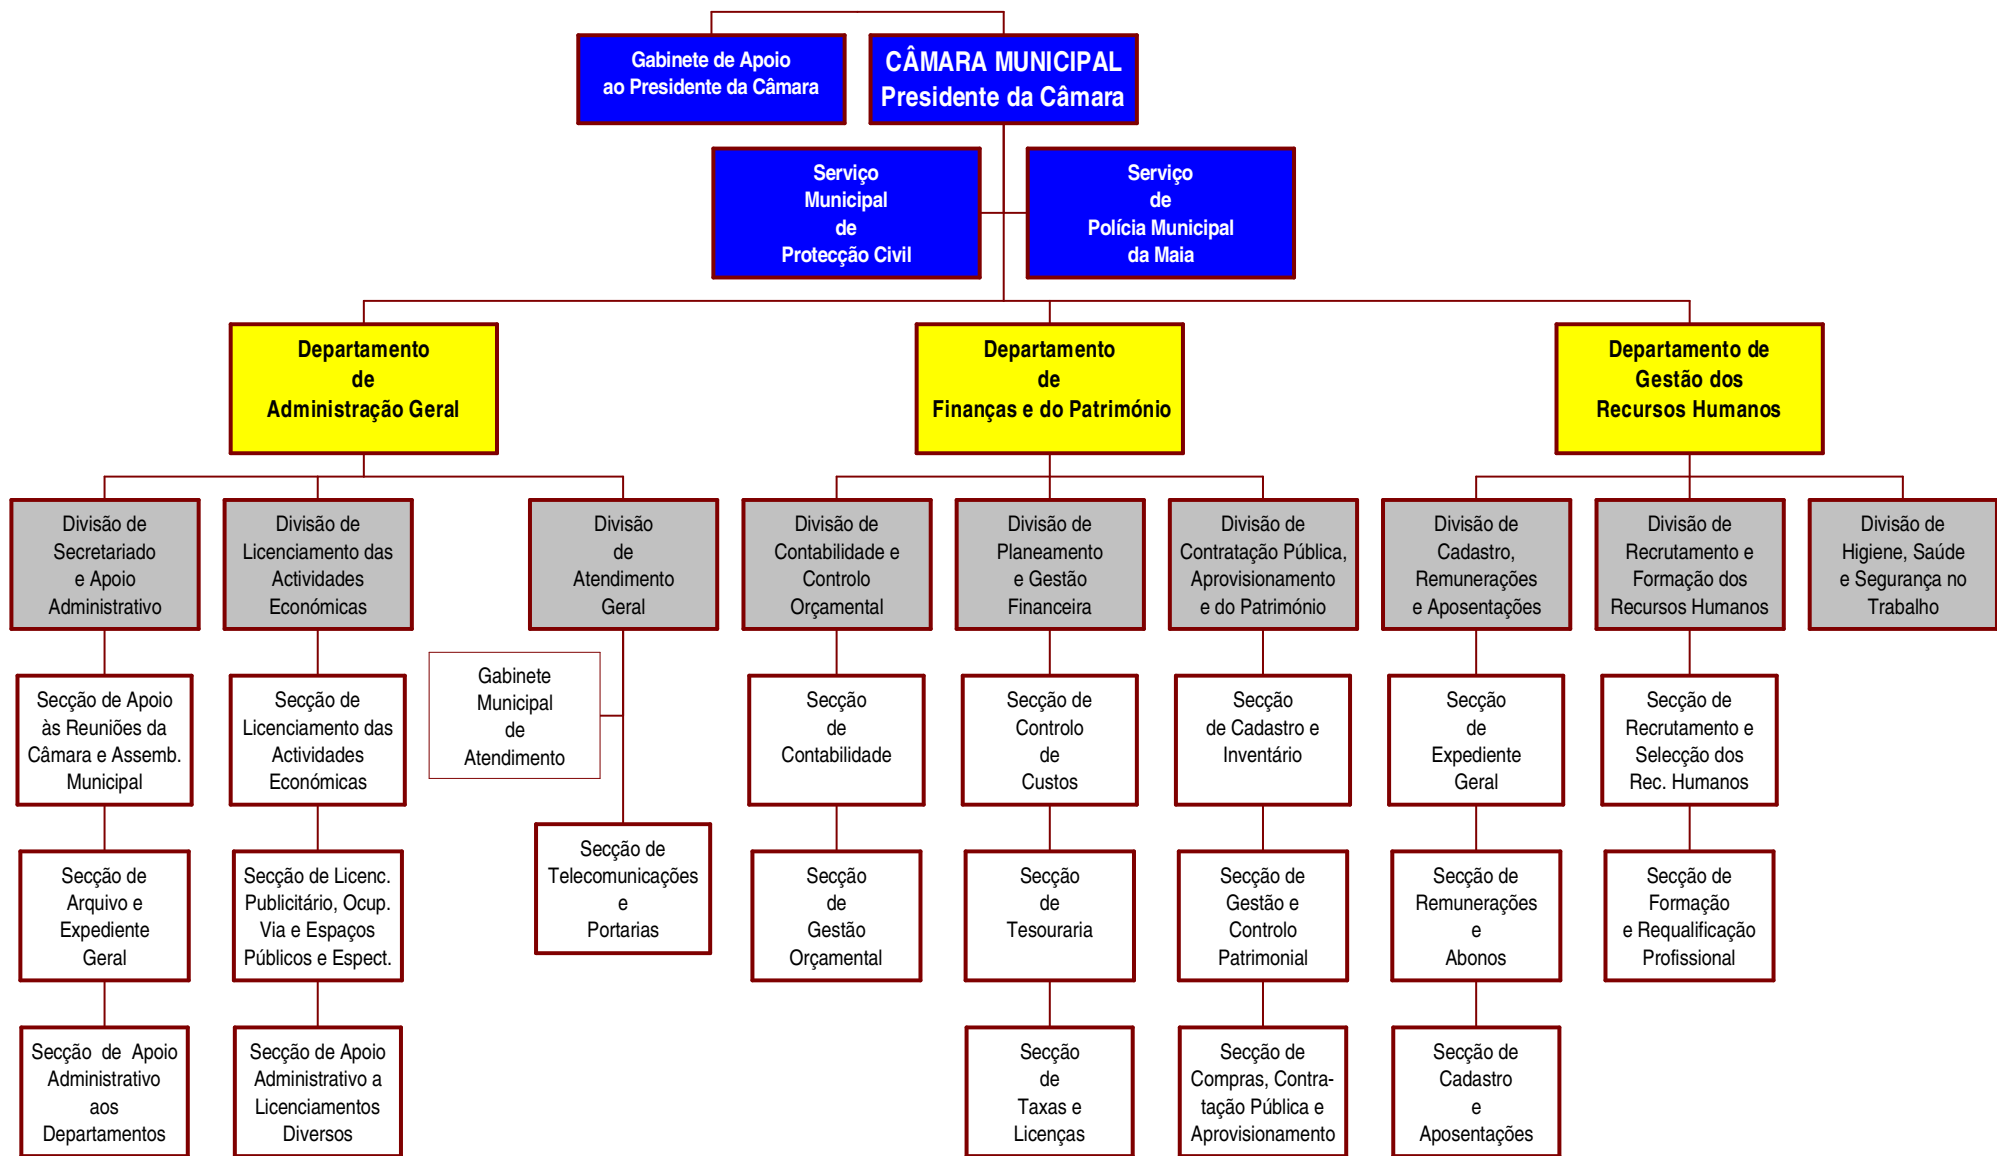 Gabinete de Apoio
ao Presidente da Câmara
CÂMARA MUNICIPAL
Presidente da Câmara
Serviço
Municipal
de
Protecção Civil
Serviço
de
Polícia Municipal
da Maia
Departamento
de
Administração Geral
Departamento
de
Finanças e do Património
Departamento de
Gestão dos
Recursos Humanos
Divisão de
Secretariado
e Apoio
Administrativo
Divisão de
Licenciamento das
Actividades
Económicas
Divisão
de
Atendimento
Geral
Divisão de
Contabilidade e
Controlo
Orçamental
Divisão de
Planeamento
e Gestão
Financeira
Divisão de
Contratação Pública,
Aprovisionamento
e do Património
Divisão de
Cadastro,
Remunerações
e Aposentações
Divisão de
Recrutamento e
Formação dos
Recursos Humanos
Divisão de
Higiene, Saúde
e Segurança no
Trabalho
Secção de Apoio
às Reuniões da
Câmara e Assemb.
Municipal
Secção de
Licenciamento das
Actividades
Económicas
Gabinete
Municipal
de
Atendimento
Secção
de
Contabilidade
Secção de
Controlo
de
Custos
Secção
de Cadastro e
Inventário
Secção
de
Expediente
Geral
Secção de
Recrutamento e
Selecção dos
Rec. Humanos
Secção de
Arquivo e
Expediente
Geral
Secção de Licenc.
Publicitário, Ocup.
Via e Espaços
Públicos e Espect.
Secção de
Telecomunicações
e
Portarias
Secção
de
Gestão
Orçamental
Secção
de
Tesouraria
Secção de
Gestão e
Controlo
Patrimonial
Secção de
Remunerações
e
Abonos
Secção de
Formação
e Requalificação
Profissional
Secção de Apoio
Administrativo
aos
Departamentos
Secção de Apoio
Administrativo a
Licenciamentos
Diversos
Secção
de
Taxas e
Licenças
Secção de
Compras, Contra-
tação Pública e
Aprovisionamento
Secção de
Cadastro
e
Aposentações